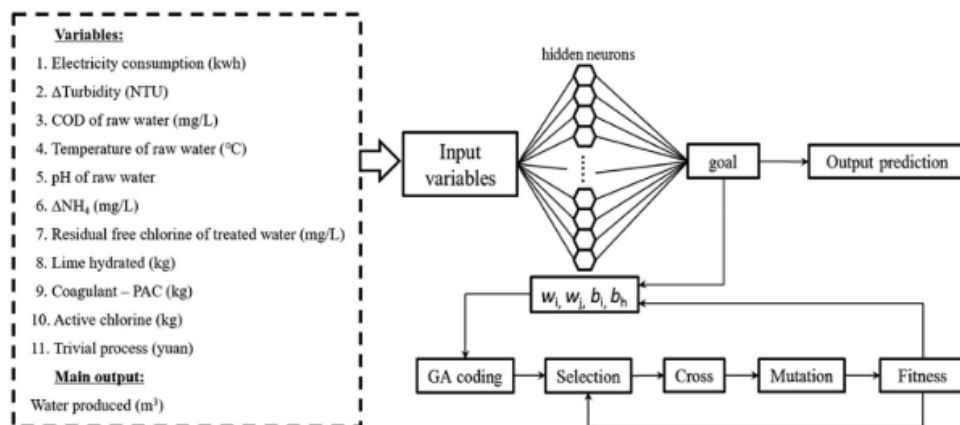 Variables:
1. Electricity consumption (kwh)
2. ΔTurbidity (NTU)
3. COD of raw water (mg/L)
4. Temperature of raw water (°C)
5. pH of raw water
6. ΔNH₄ (mg/L)
7. Residual free chlorine of treated water (mg/L)
8. Lime hydrated (kg)
9. Coagulant – PAC (kg)
10. Active chlorine (kg)
11. Trivial process (yuan)
Main output:
Water produced (m³)
Input
variables
hidden neurons
goal
Output prediction
wᵢ, wⱼ, bᵢ, bₕ
GA coding
Selection
Cross
Mutation
Fitness